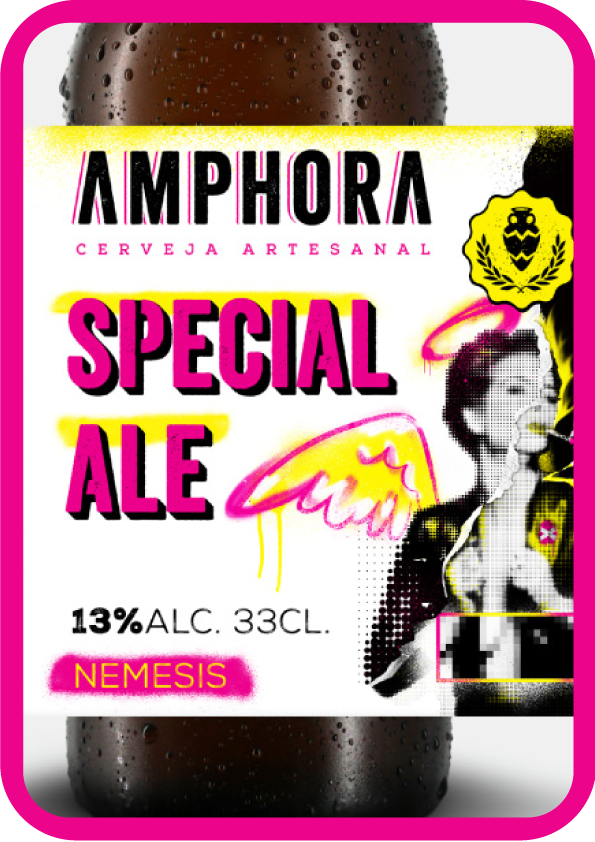 AMPHORA
CERVEJA ARTESANAL
SPECIAL
ALE
13%ALC. 33CL.
NEMESIS